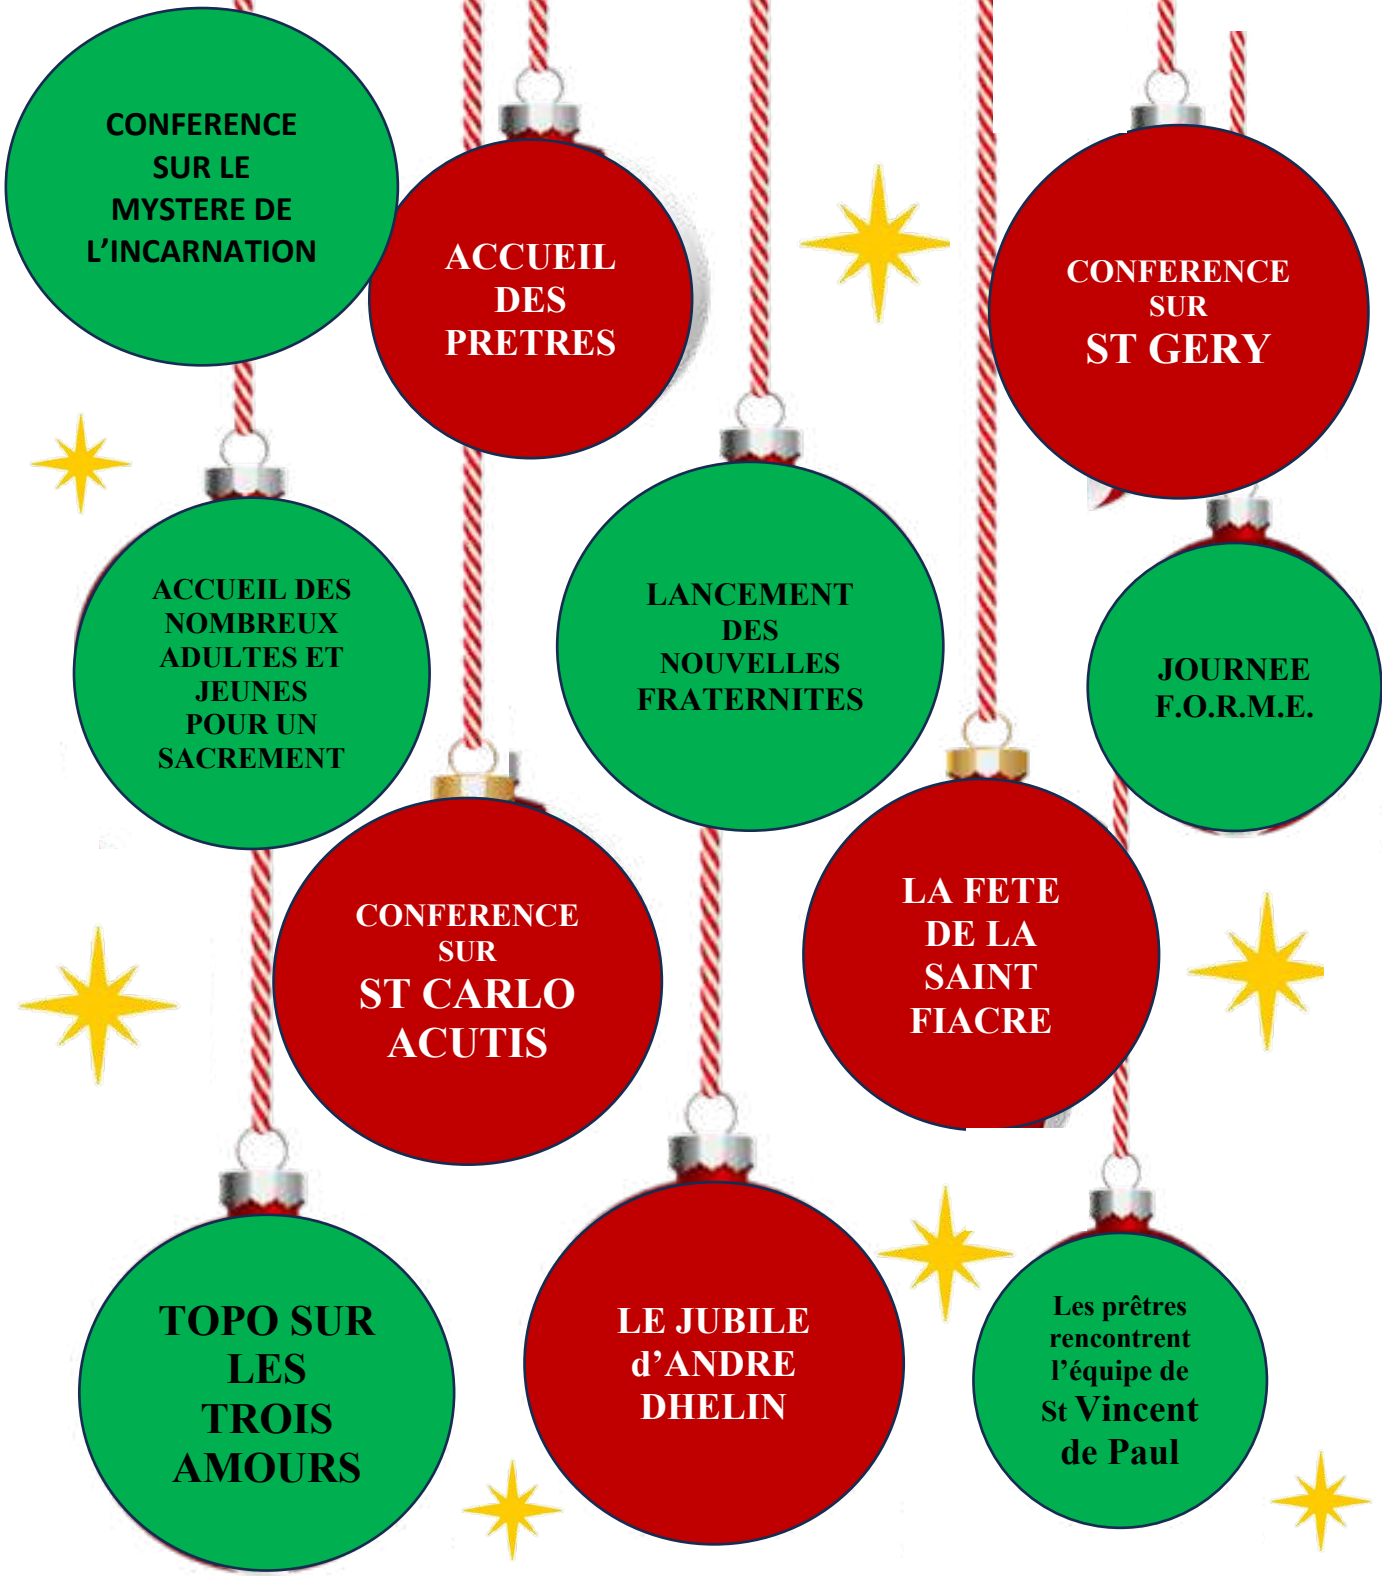 CONFERENCE
SUR LE
MYSTERE DE
L’INCARNATION
ACCUEIL
DES
PRETRES
CONFERENCE
SUR
ST GERY
ACCUEIL DES
NOMBREUX
ADULTES ET
JEUNES
POUR UN
SACREMENT
LANCEMENT
DES
NOUVELLES
FRATERNITES
JOURNEE
F.O.R.M.E.
CONFERENCE
SUR
ST CARLO
ACUTIS
LA FETE
DE LA
SAINT
FIACRE
TOPO SUR
LES
TROIS
AMOURS
LE JUBILE
d’ANDRE
DHELIN
Les prêtres
rencontrent
l’équipe de
St Vincent
de Paul